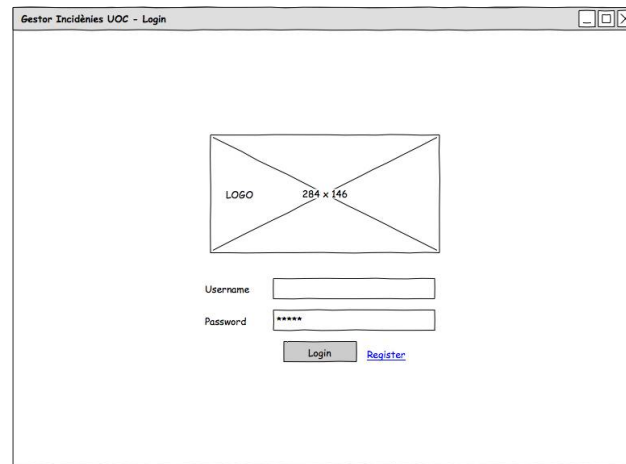 Gestor Incidènies UOC - Login
LOGO 284 x 146
Username
Password *****
Login Register